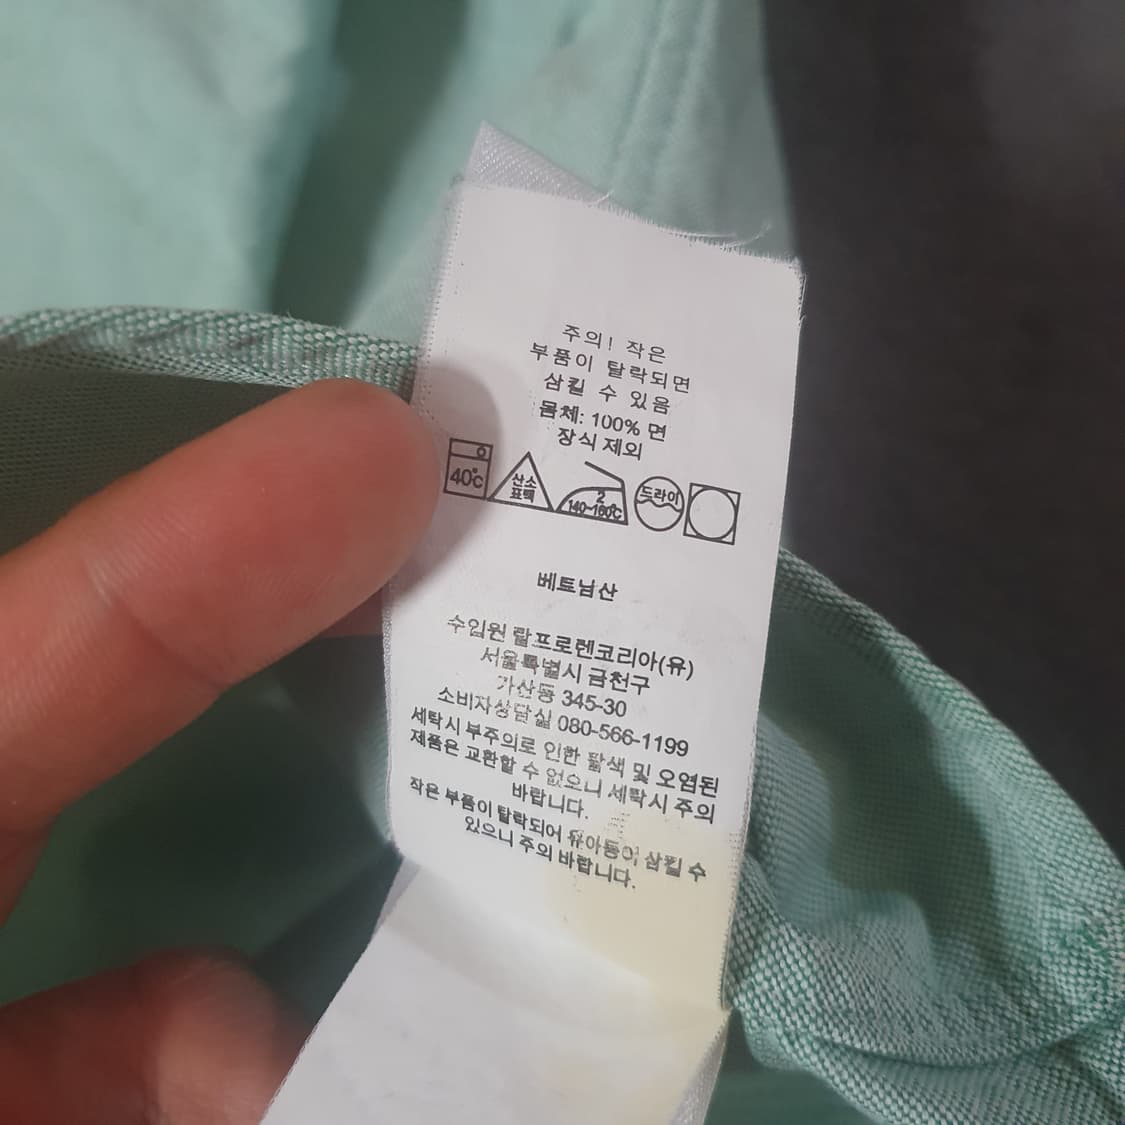 주의! 작은
부품이 탈락되면
삼킬 수 있음
몸체: 100% 면
장식 제외
40℃
산소
표백
2
140~160℃
드라이
베트남산
수입원 랄프로렌코리아(유)
서울특별시 금천구
가산동 345-30
소비자상담실 080-566-1199
세탁시 부주의로 인한 탈색 및 오염된
제품은 교환할 수 없으니 세탁시 주의
바랍니다.
작은 부품이 탈락되어 유아동이 삼킬 수
있으니 주의 바랍니다.